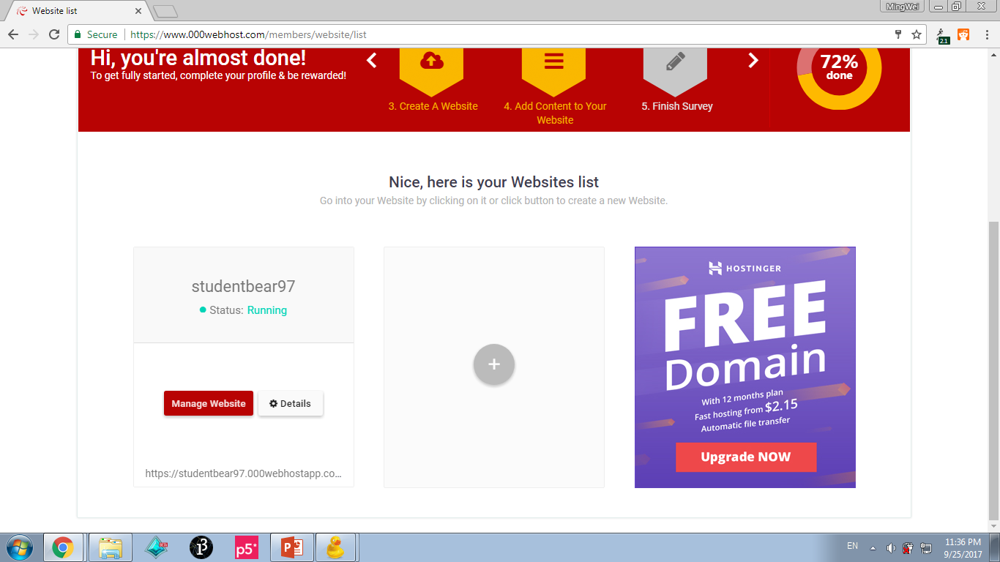 Website list
MingWei
Secure
https://www.000webhost.com/members/website/list
2.1
Hi, you're almost done!
To get fully started, complete your profile & be rewarded!
3. Create A Website
4. Add Content to Your
Website
5. Finish Survey
72%
done
Nice, here is your Websites list
Go into your Website by clicking on it or click button to create a new Website.
studentbear97
Status: Running
Manage Website
Details
https://studentbear97.000webhostapp.co...
+
HOSTINGER
FREE
Domain
With 12 months plan
Fast hosting from $2.15
Automatic file transfer
Upgrade NOW
p5*
EN
11:36 PM
9/25/2017